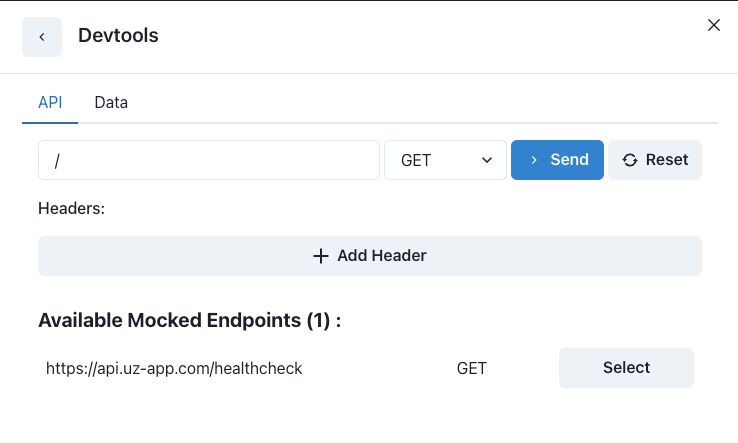 Devtools
API Data
/ GET Send Reset
Headers:
Add Header
Available Mocked Endpoints (1) :
https://api.uz-app.com/healthcheck GET Select